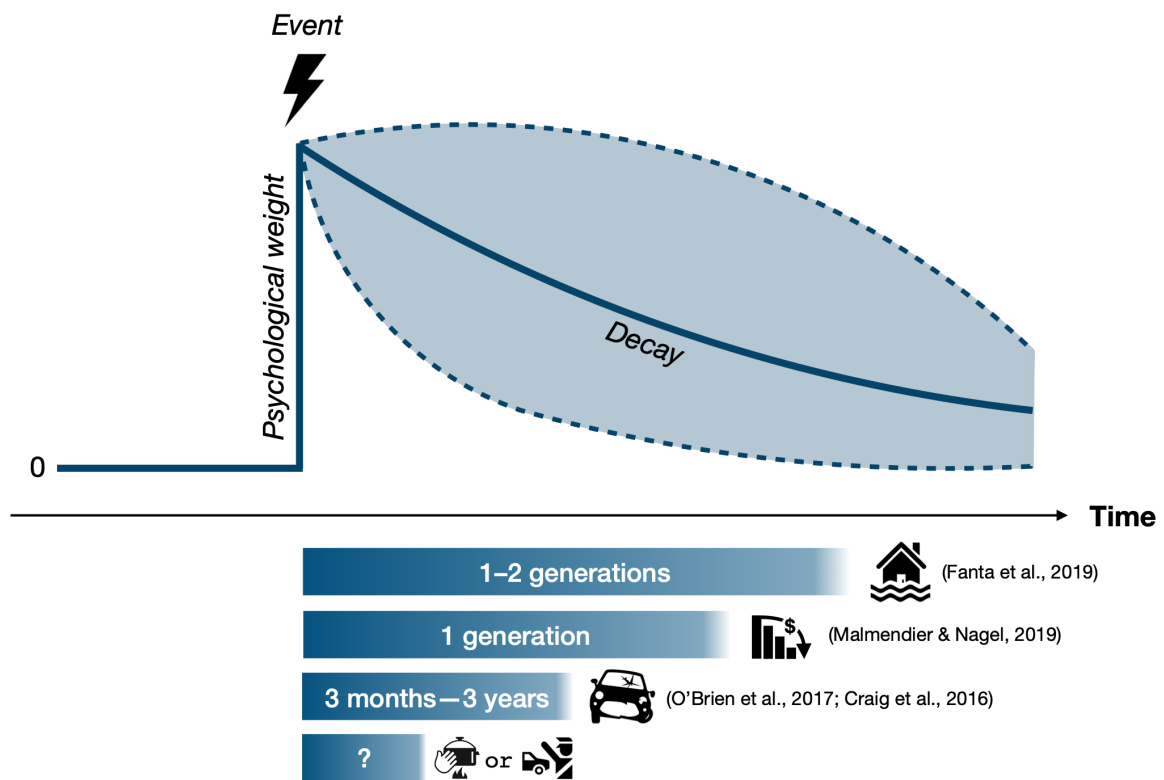 Event
Psychological weight
Decay
0
Time
1–2 generations
(Fanta et al., 2019)
1 generation
$
(Malmendier & Nagel, 2019)
3 months—3 years
(O’Brien et al., 2017; Craig et al., 2016)
?
or